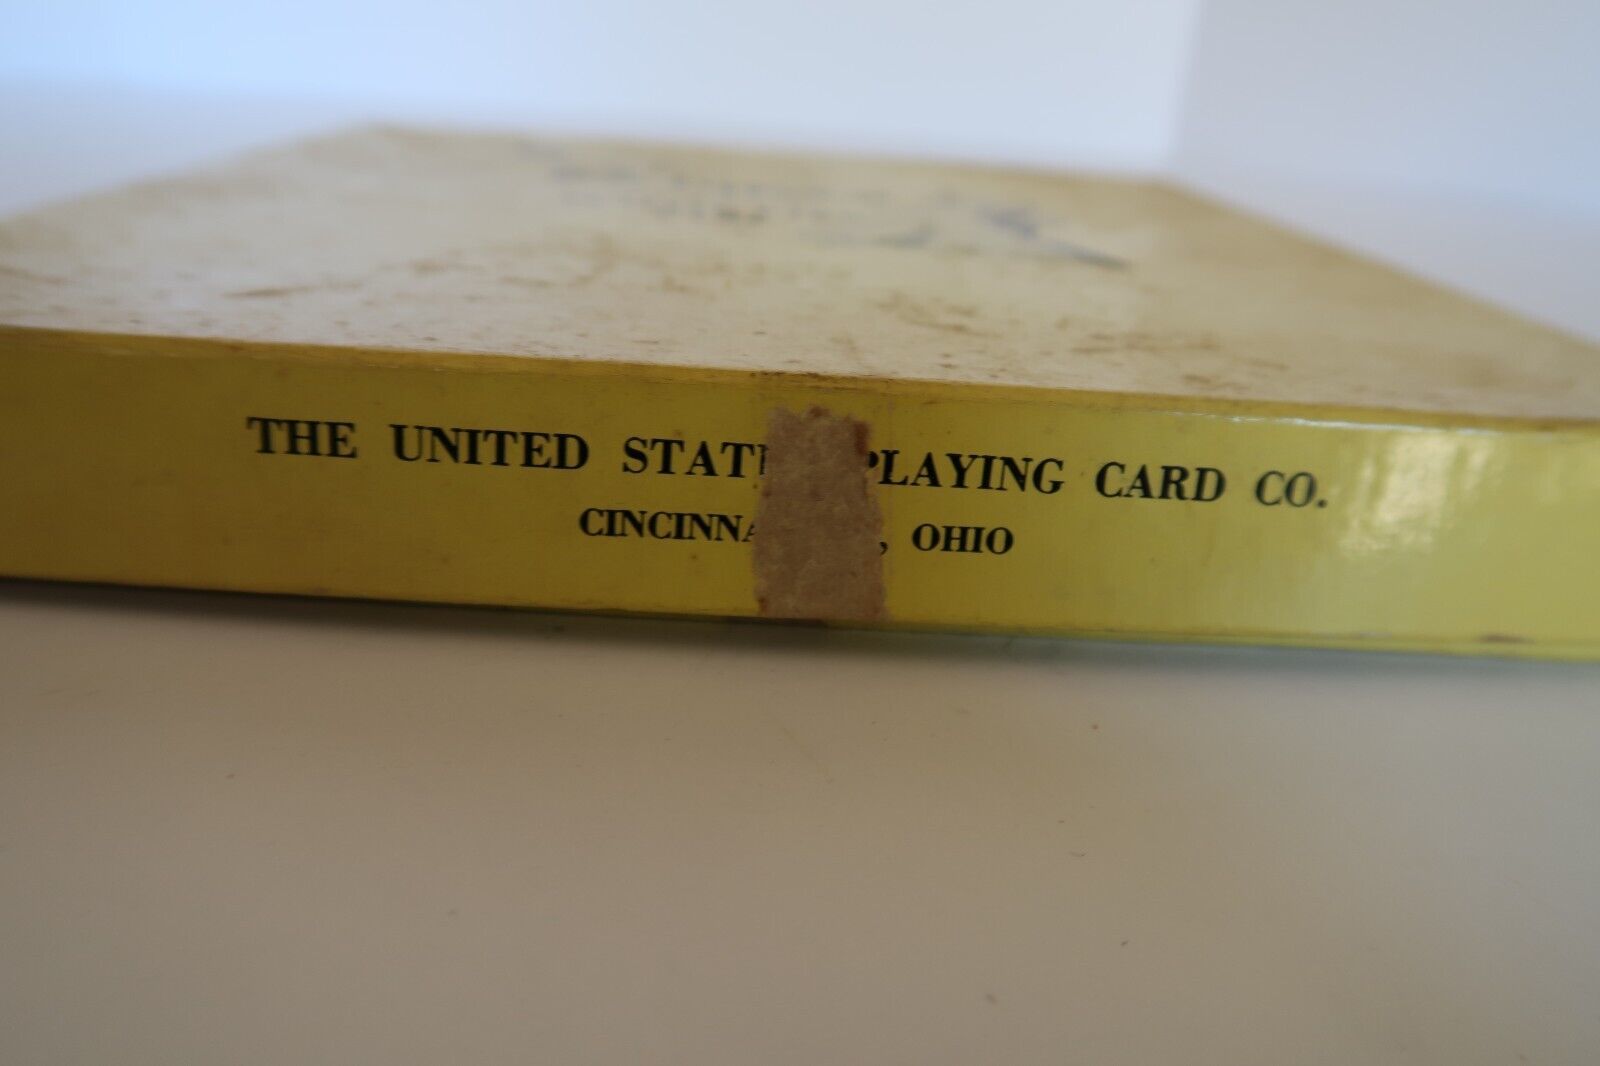 THE UNITED STAT PLAYING CARD CO.
CINCINNA , OHIO